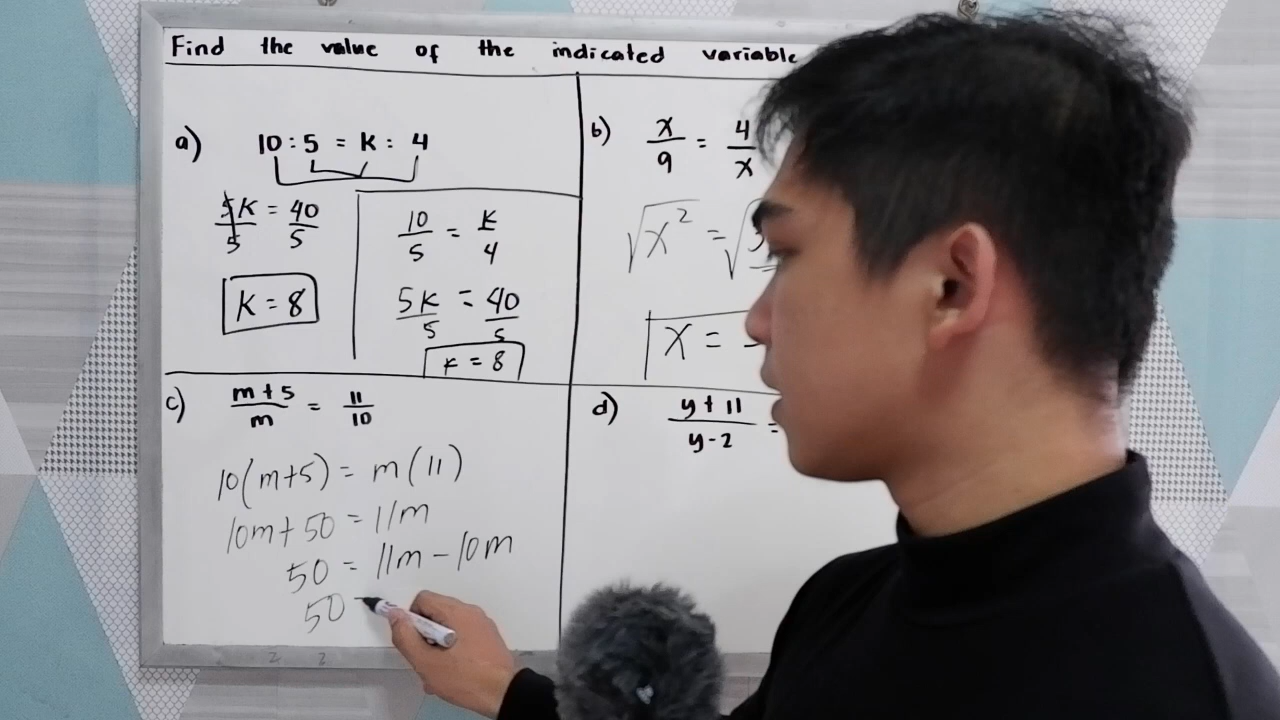 Find the value of the indicated variable
a) 10 : 5 = K : 4
5K/5 = 40/5
K = 8
10/5 = K/4
5K/5 = 40/5
K = 8
b) x/9 = 4/x
√x² = √
X =
c) m+5/m = 11/10
10(m+5) = m(11)
10m+50 = 11m
50 = 11m - 10m
50 =
d) y+11/y-2 =